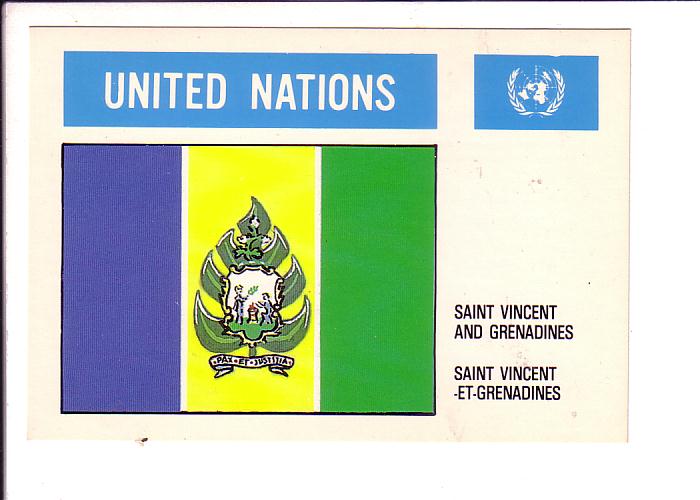 UNITED NATIONS
PAX ET JUSTITIA
SAINT VINCENT
AND GRENADINES
SAINT VINCENT
-ET-GRENADINES